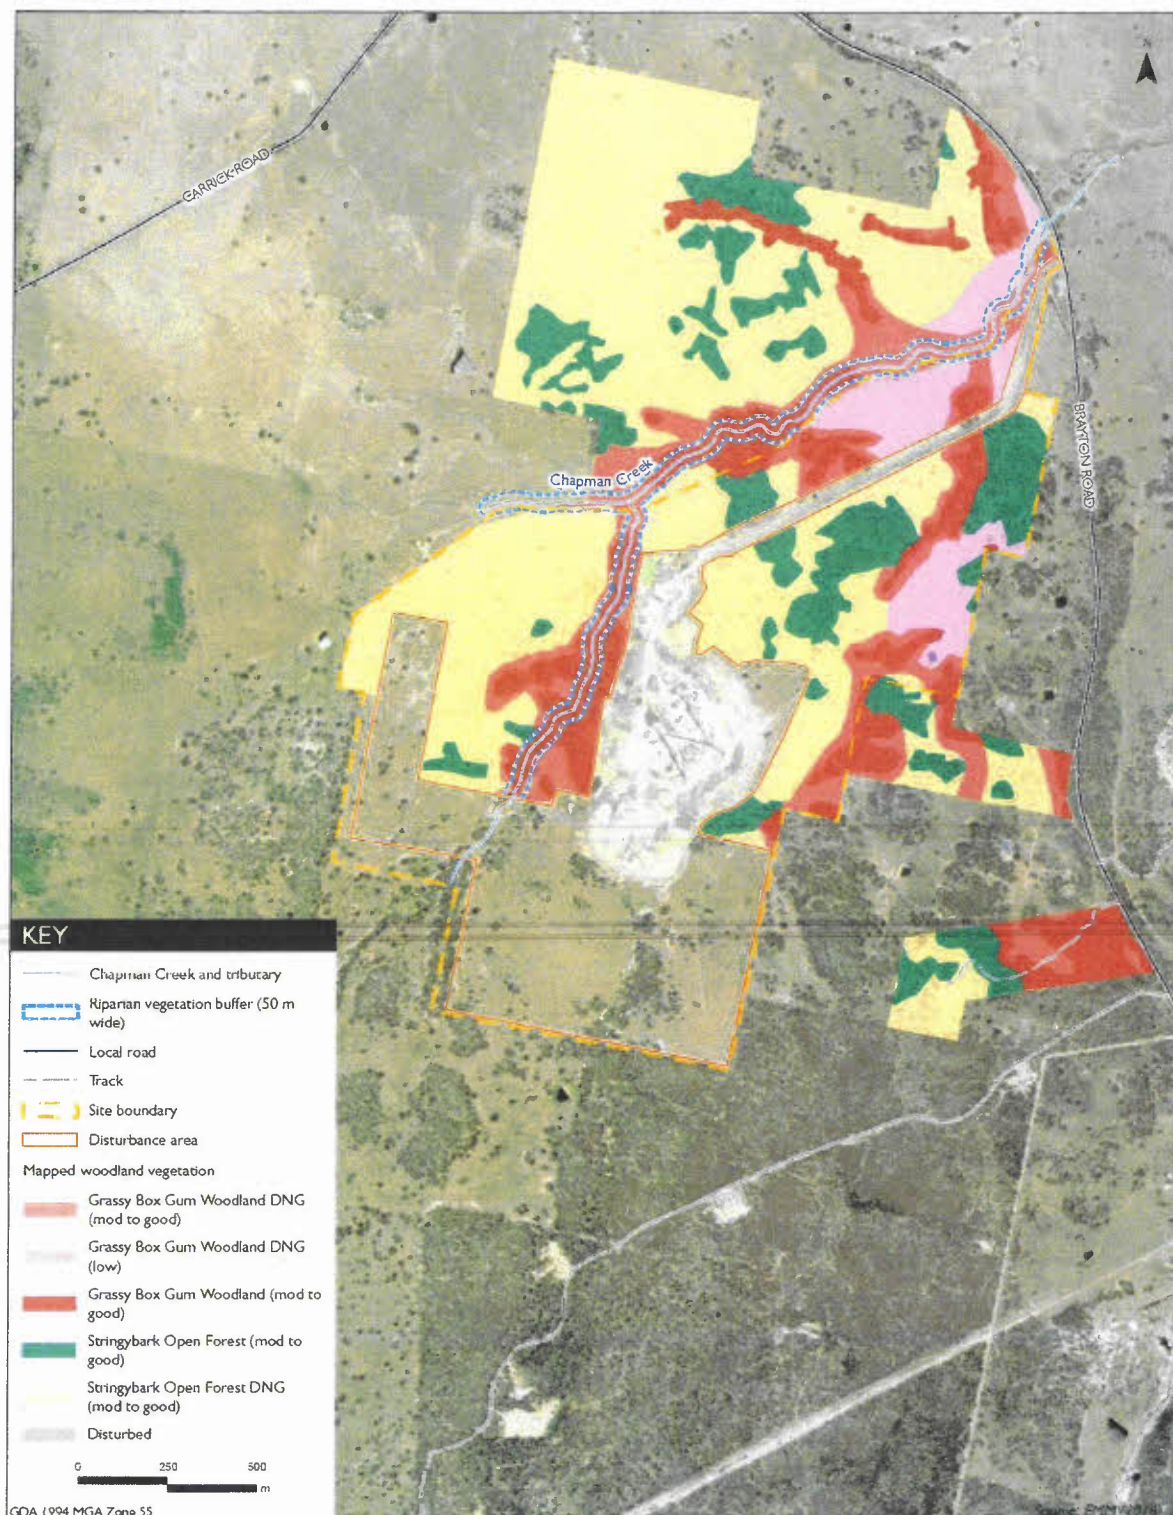 N
CARRICK ROAD
BRAYTON ROAD
Chapman Creek
KEY
Chapman Creek and tributary
Riparian vegetation buffer (50 m
wide)
Local road
Track
Site boundary
Disturbance area
Mapped woodland vegetation
Grassy Box Gum Woodland DNG
(mod to good)
Grassy Box Gum Woodland DNG
(low)
Grassy Box Gum Woodland (mod to
good)
Stringybark Open Forest (mod to
good)
Stringybark Open Forest DNG
(mod to good)
Disturbed
0 250 500
m
GDA 1994 MGA Zone 55
Source: EMM